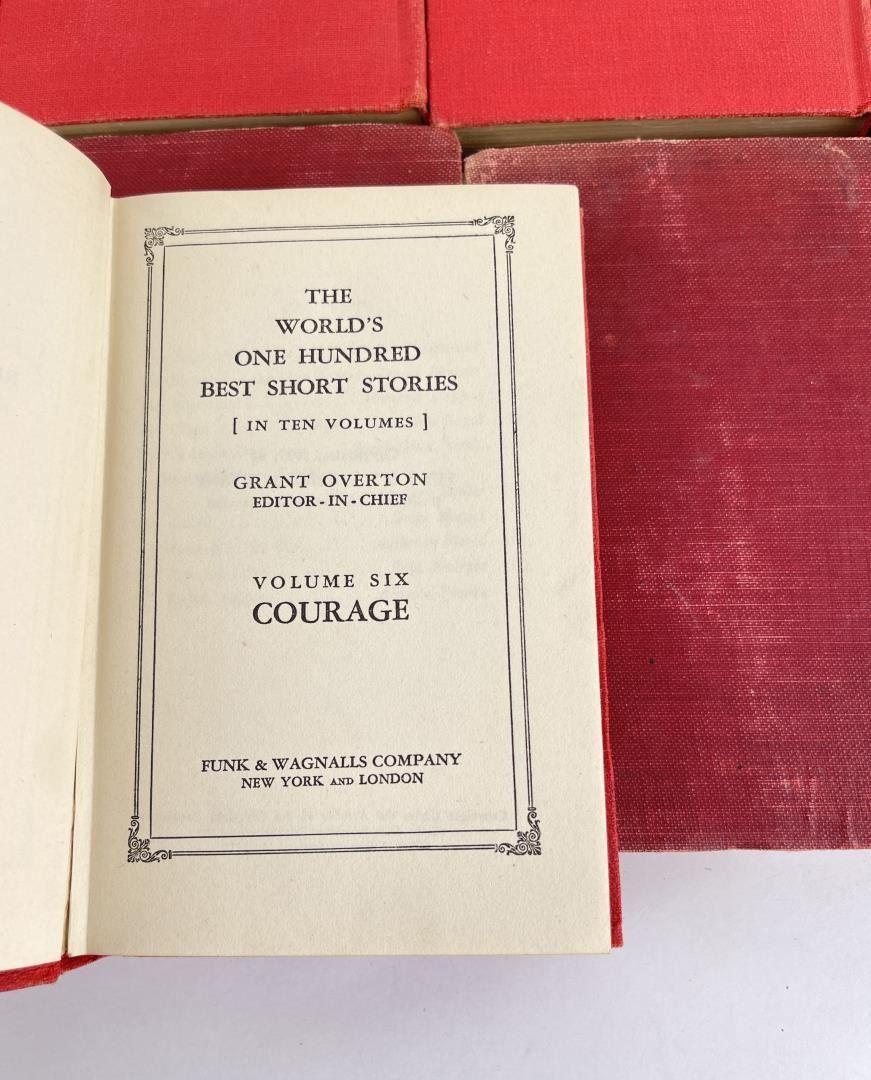 THE
WORLD'S
ONE HUNDRED
BEST SHORT STORIES
[ IN TEN VOLUMES ]
GRANT OVERTON
EDITOR-IN-CHIEF
VOLUME SIX
COURAGE
FUNK & WAGNALLS COMPANY
NEW YORK AND LONDON